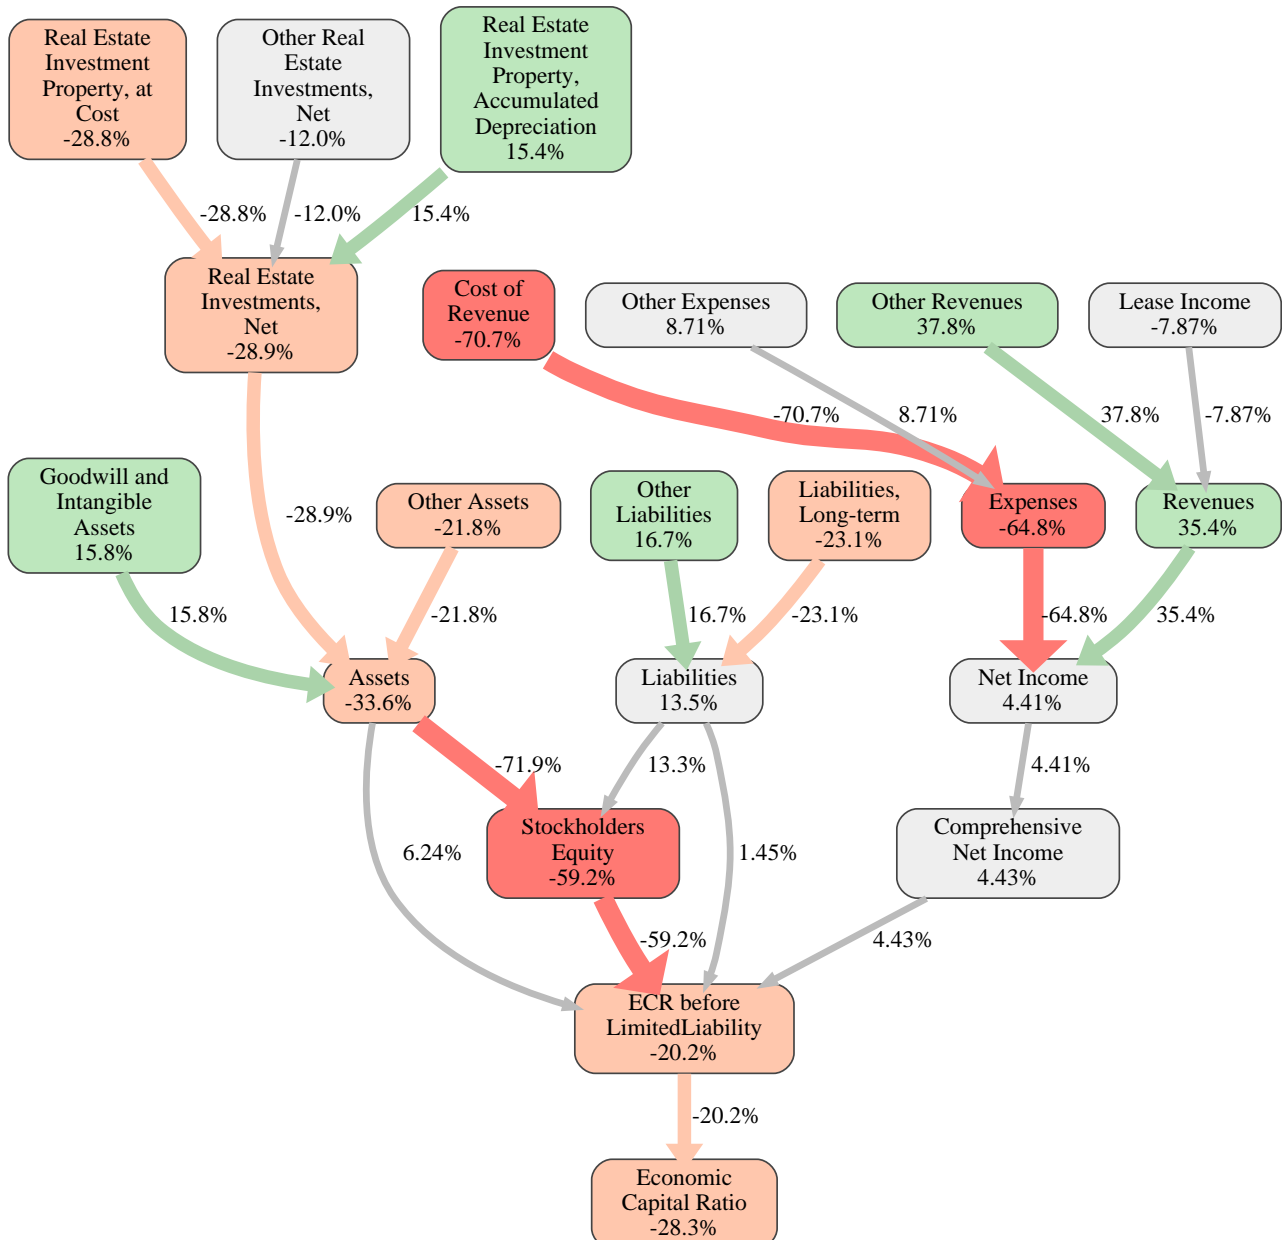 Real Estate
Investment
Property, at
Cost
-28.8%
Other Real
Estate
Investments,
Net
-12.0%
Real Estate
Investment
Property,
Accumulated
Depreciation
15.4%
-28.8%
-12.0%
15.4%
Real Estate
Investments,
Net
-28.9%
Cost of
Revenue
-70.7%
Other Expenses
8.71%
Other Revenues
37.8%
Lease Income
-7.87%
-70.7%
8.71%
37.8%
-7.87%
Goodwill and
Intangible
Assets
15.8%
-28.9%
Other Assets
-21.8%
Other
Liabilities
16.7%
Liabilities,
Long-term
-23.1%
Expenses
-64.8%
Revenues
35.4%
15.8%
-21.8%
16.7%
-23.1%
-64.8%
35.4%
Assets
-33.6%
Liabilities
13.5%
Net Income
4.41%
-71.9%
13.3%
4.41%
6.24%
Stockholders
Equity
-59.2%
1.45%
Comprehensive
Net Income
4.43%
-59.2%
4.43%
ECR before
LimitedLiability
-20.2%
-20.2%
Economic
Capital Ratio
-28.3%